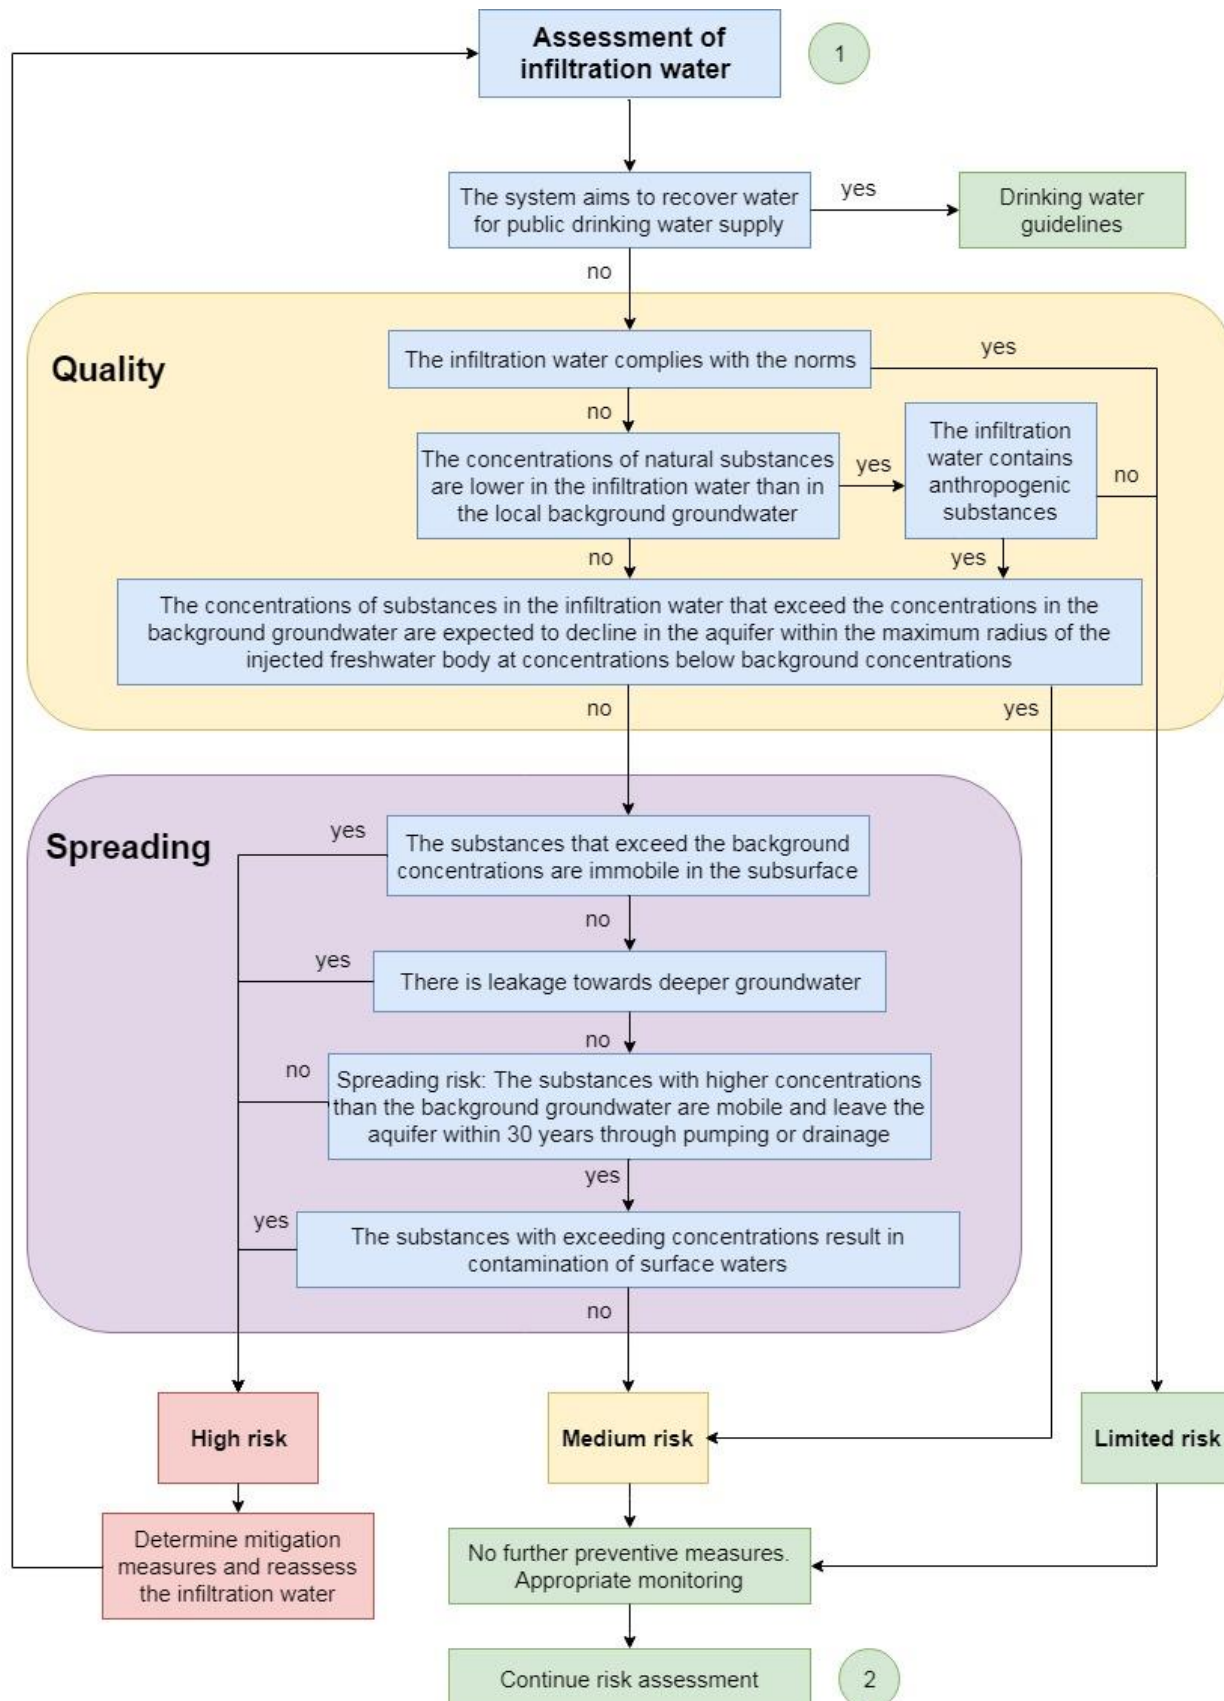 Assessment of
infiltration water
1
The system aims to recover water
for public drinking water supply
yes
Drinking water
guidelines
no
Quality
The infiltration water complies with the norms
yes
no
The concentrations of natural substances
are lower in the infiltration water than in
the local background groundwater
yes
The infiltration
water contains
anthropogenic
substances
no
no
yes
The concentrations of substances in the infiltration water that exceed the concentrations in the
background groundwater are expected to decline in the aquifer within the maximum radius of the
injected freshwater body at concentrations below background concentrations
no
yes
Spreading
yes
The substances that exceed the background
concentrations are immobile in the subsurface
no
yes
There is leakage towards deeper groundwater
no
no
Spreading risk: The substances with higher concentrations
than the background groundwater are mobile and leave the
aquifer within 30 years through pumping or drainage
yes
yes
The substances with exceeding concentrations result in
contamination of surface waters
no
High risk
Medium risk
Limited risk
Determine mitigation
measures and reassess
the infiltration water
No further preventive measures.
Appropriate monitoring
Continue risk assessment
2